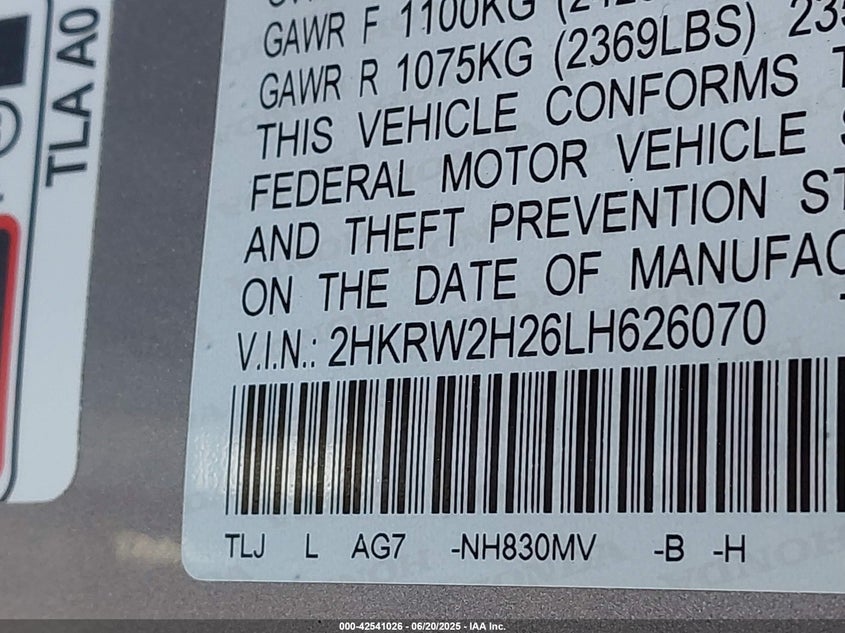 TLA A0
GAWR F 1100KG
GAWR R 1075KG (2369LBS)
THIS VEHICLE CONFORMS
FEDERAL MOTOR VEHICLE
AND THEFT PREVENTION
ON THE DATE OF
V.I.N.: 2HKRW2H26LH626070
TLJ L AG7 -NH830MV -B -H
000-42541026 - 06/20/2025 - IAA Inc.